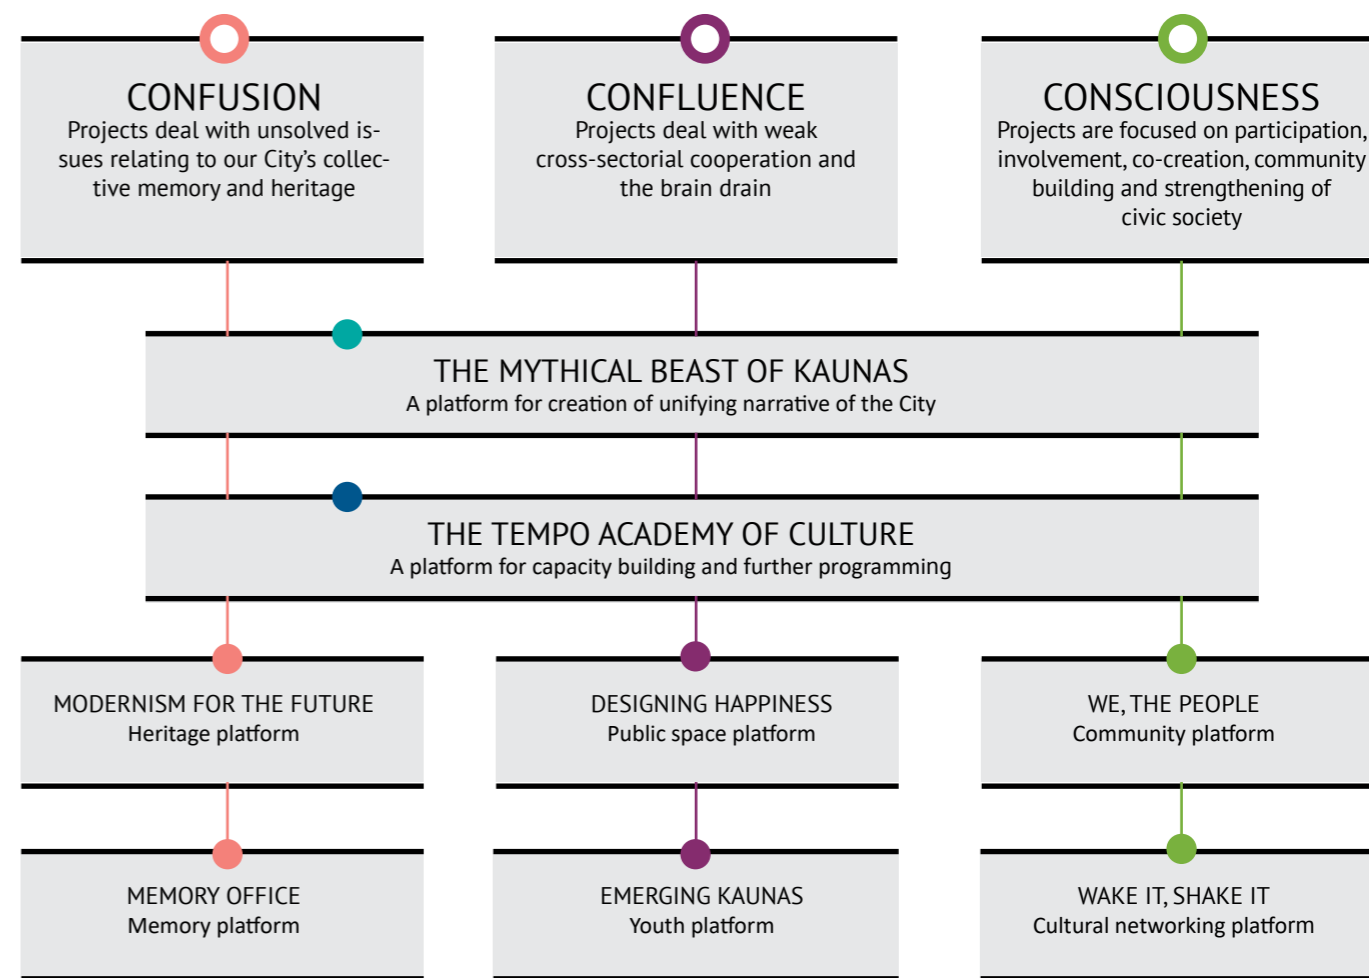 CONFUSION
Projects deal with unsolved is-
sues relating to our City's collec-
tive memory and heritage
CONFLUENCE
Projects deal with weak
cross-sectorial cooperation and
the brain drain
CONSCIOUSNESS
Projects are focused on participation,
involvement, co-creation, community
building and strengthening of
civic society
THE MYTHICAL BEAST OF KAUNAS
A platform for creation of unifying narrative of the City
THE TEMPO ACADEMY OF CULTURE
A platform for capacity building and further programming
MODERNISM FOR THE FUTURE
Heritage platform
DESIGNING HAPPINESS
Public space platform
WE, THE PEOPLE
Community platform
MEMORY OFFICE
Memory platform
EMERGING KAUNAS
Youth platform
WAKE IT, SHAKE IT
Cultural networking platform